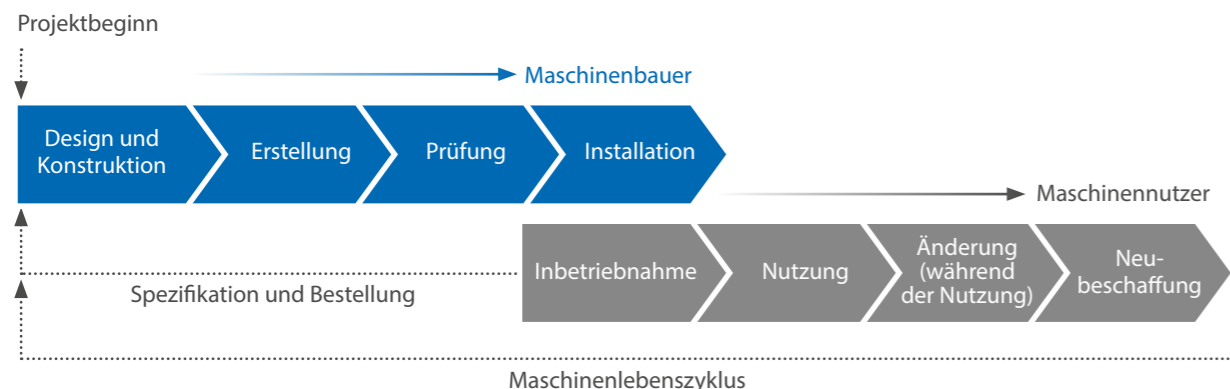 Projektbeginn
Maschinenbauer
Design und
Konstruktion
Erstellung
Prüfung
Installation
Maschinennutzer
Inbetriebnahme
Nutzung
Änderung
(während
der Nutzung)
Neu-
beschaffung
Spezifikation und Bestellung
Maschinenlebenszyklus